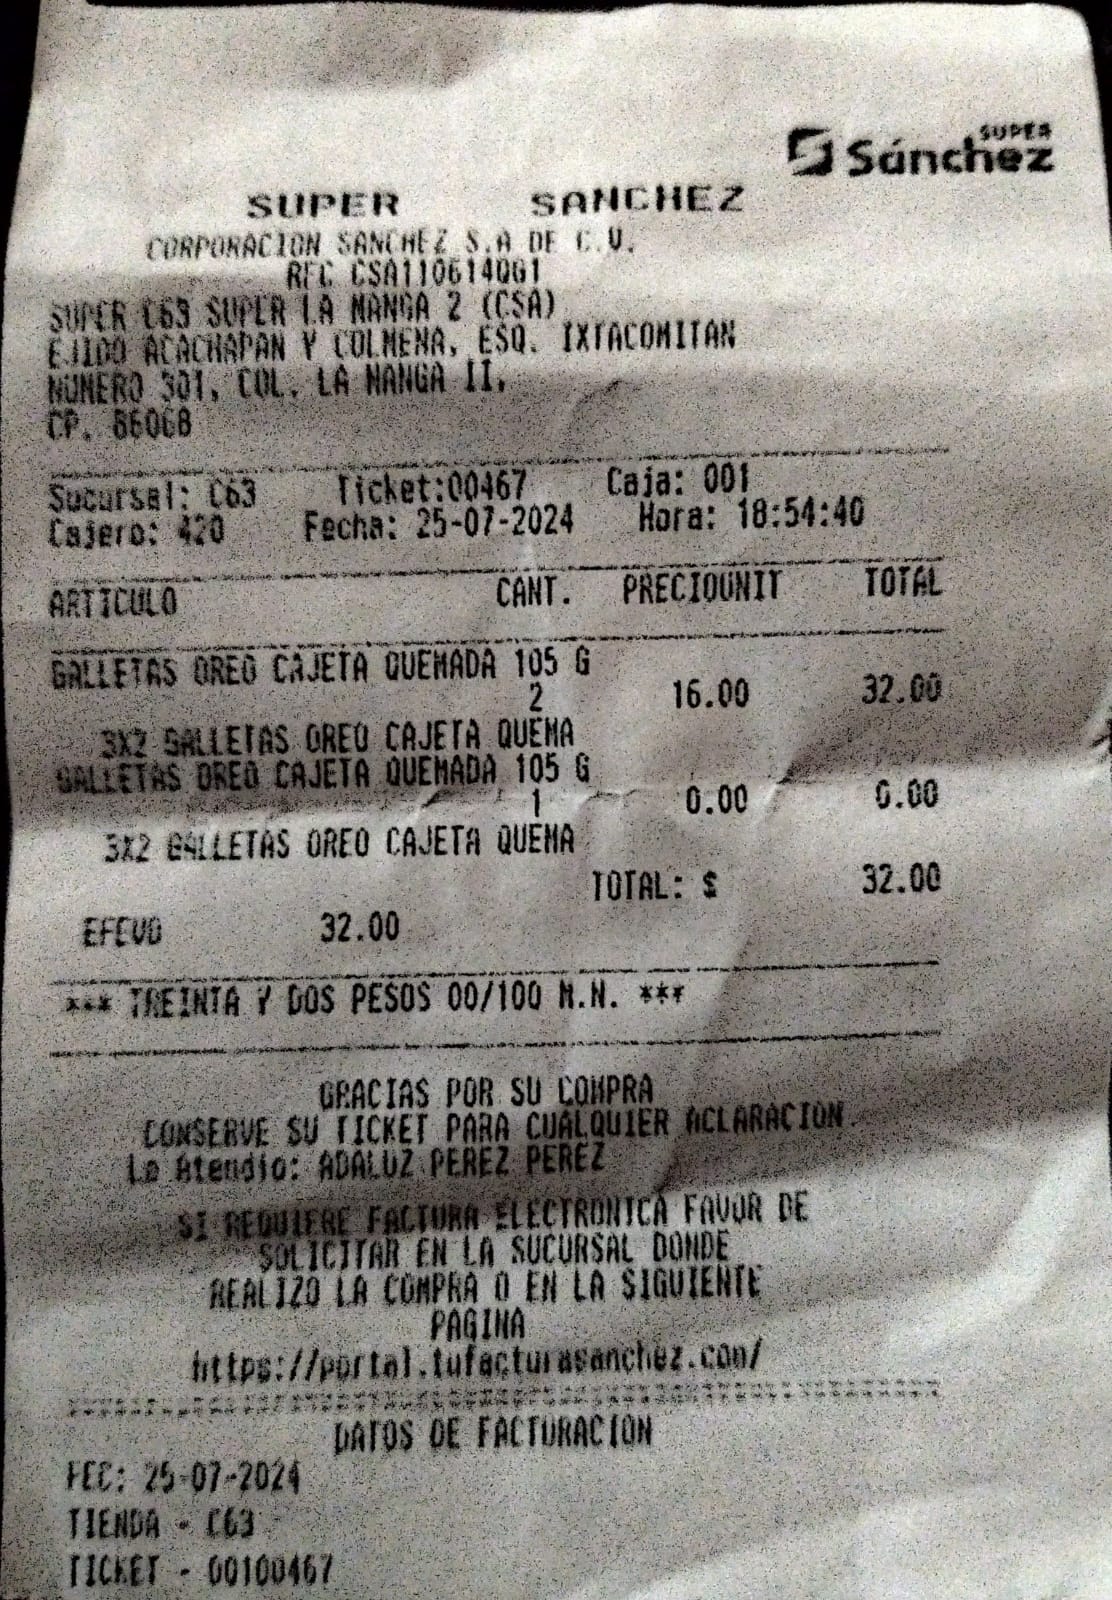 SUPER
Sánchez
SUPER SANCHEZ
CORPORACION SANCHEZ S.A DE C.V.
RFC CSA110614QG1
SUPER C63 SUPER LA MANGA 2 (CSA)
EJIDO ACACHAPAN Y COLMENA, ESQ. IXTACOMITAN
NUMERO 301, COL. LA MANGA II,
CP. 86068
Sucursal: C63 Ticket:00467 Caja: 001
Cajero: 420 Fecha: 25-07-2024 Hora: 18:54:40
ARTICULO CANT. PRECIOUNIT TOTAL
GALLETAS OREO CAJETA QUEMADA 105 G
2 16.00 32.00
3X2 GALLETAS OREO CAJETA QUEMA
GALLETAS OREO CAJETA QUEMADA 105 G
1 0.00 0.00
3X2 GALLETAS OREO CAJETA QUEMA
TOTAL: $ 32.00
EFEVO 32.00
*** TREINTA Y DOS PESOS 00/100 M.N. ***
GRACIAS POR SU COMPRA
CONSERVE SU TICKET PARA CUALQUIER ACLARACION.
Le Atendio: ADALUZ PEREZ PEREZ
SI REQUIERE FACTURA ELECTRONICA FAVOR DE
SOLICITAR EN LA SUCURSAL DONDE
REALIZO LA COMPRA O EN LA SIGUIENTE
PAGINA
https://portal.tufacturasanchez.com/
DATOS DE FACTURACION
FEC: 25-07-2024
TIENDA - C63
TICKET - 00100467